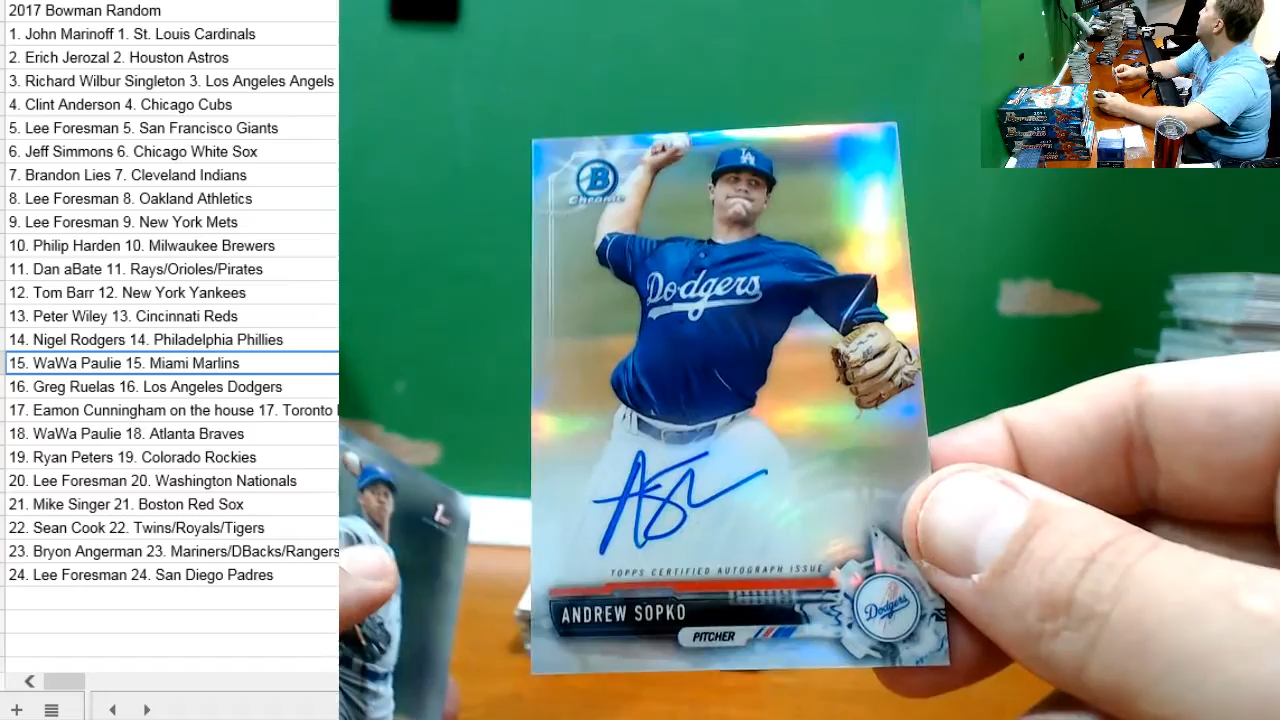 2017 Bowman Random
1. John Marinoff 1. St. Louis Cardinals
2. Erich Jerozal 2. Houston Astros
3. Richard Wilbur Singleton 3. Los Angeles Angels
4. Clint Anderson 4. Chicago Cubs
5. Lee Foresman 5. San Francisco Giants
6. Jeff Simmons 6. Chicago White Sox
7. Brandon Lies 7. Cleveland Indians
8. Lee Foresman 8. Oakland Athletics
9. Lee Foresman 9. New York Mets
10. Philip Harden 10. Milwaukee Brewers
11. Dan aBate 11. Rays/Orioles/Pirates
12. Tom Barr 12. New York Yankees
13. Peter Wiley 13. Cincinnati Reds
14. Nigel Rodgers 14. Philadelphia Phillies
15. WaWa Paulie 15. Miami Marlins
16. Greg Ruelas 16. Los Angeles Dodgers
17. Eamon Cunningham on the house 17. Toronto
18. WaWa Paulie 18. Atlanta Braves
19. Ryan Peters 19. Colorado Rockies
20. Lee Foresman 20. Washington Nationals
21. Mike Singer 21. Boston Red Sox
22. Sean Cook 22. Twins/Royals/Tigers
23. Bryon Angerman 23. Mariners/DBacks/Rangers
24. Lee Foresman 24. San Diego Padres
B
Chrome
LA
Dodgers
TOPPS CERTIFIED AUTOGRAPH ISSUE
ANDREW SOPKO
PITCHER
Dodgers